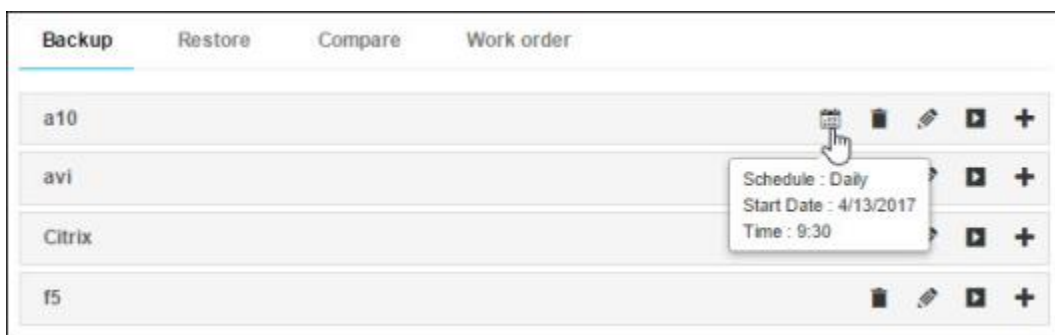 Backup Restore Compare Work order
a10
avi
Schedule : Daily
Start Date : 4/13/2017
Citrix
Time : 9:30
f5